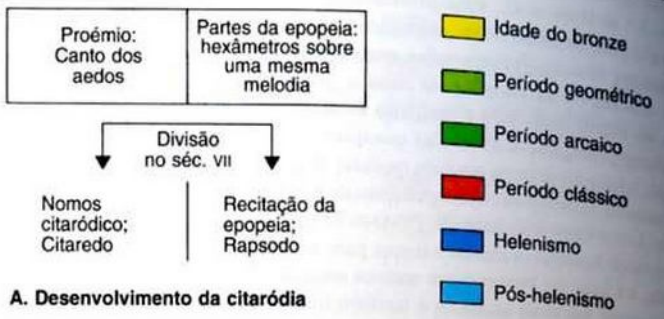 Proémio:
Canto dos
aedos
Partes da epopeia:
hexâmetros sobre
uma mesma
melodia
Divisão
no séc. VII
Nomos
citaródico;
Citaredo
Recitação da
epopeia;
Rapsodo
A. Desenvolvimento da citaródia
Idade do bronze
Período geométrico
Período arcaico
Período clássico
Helenismo
Pós-helenismo